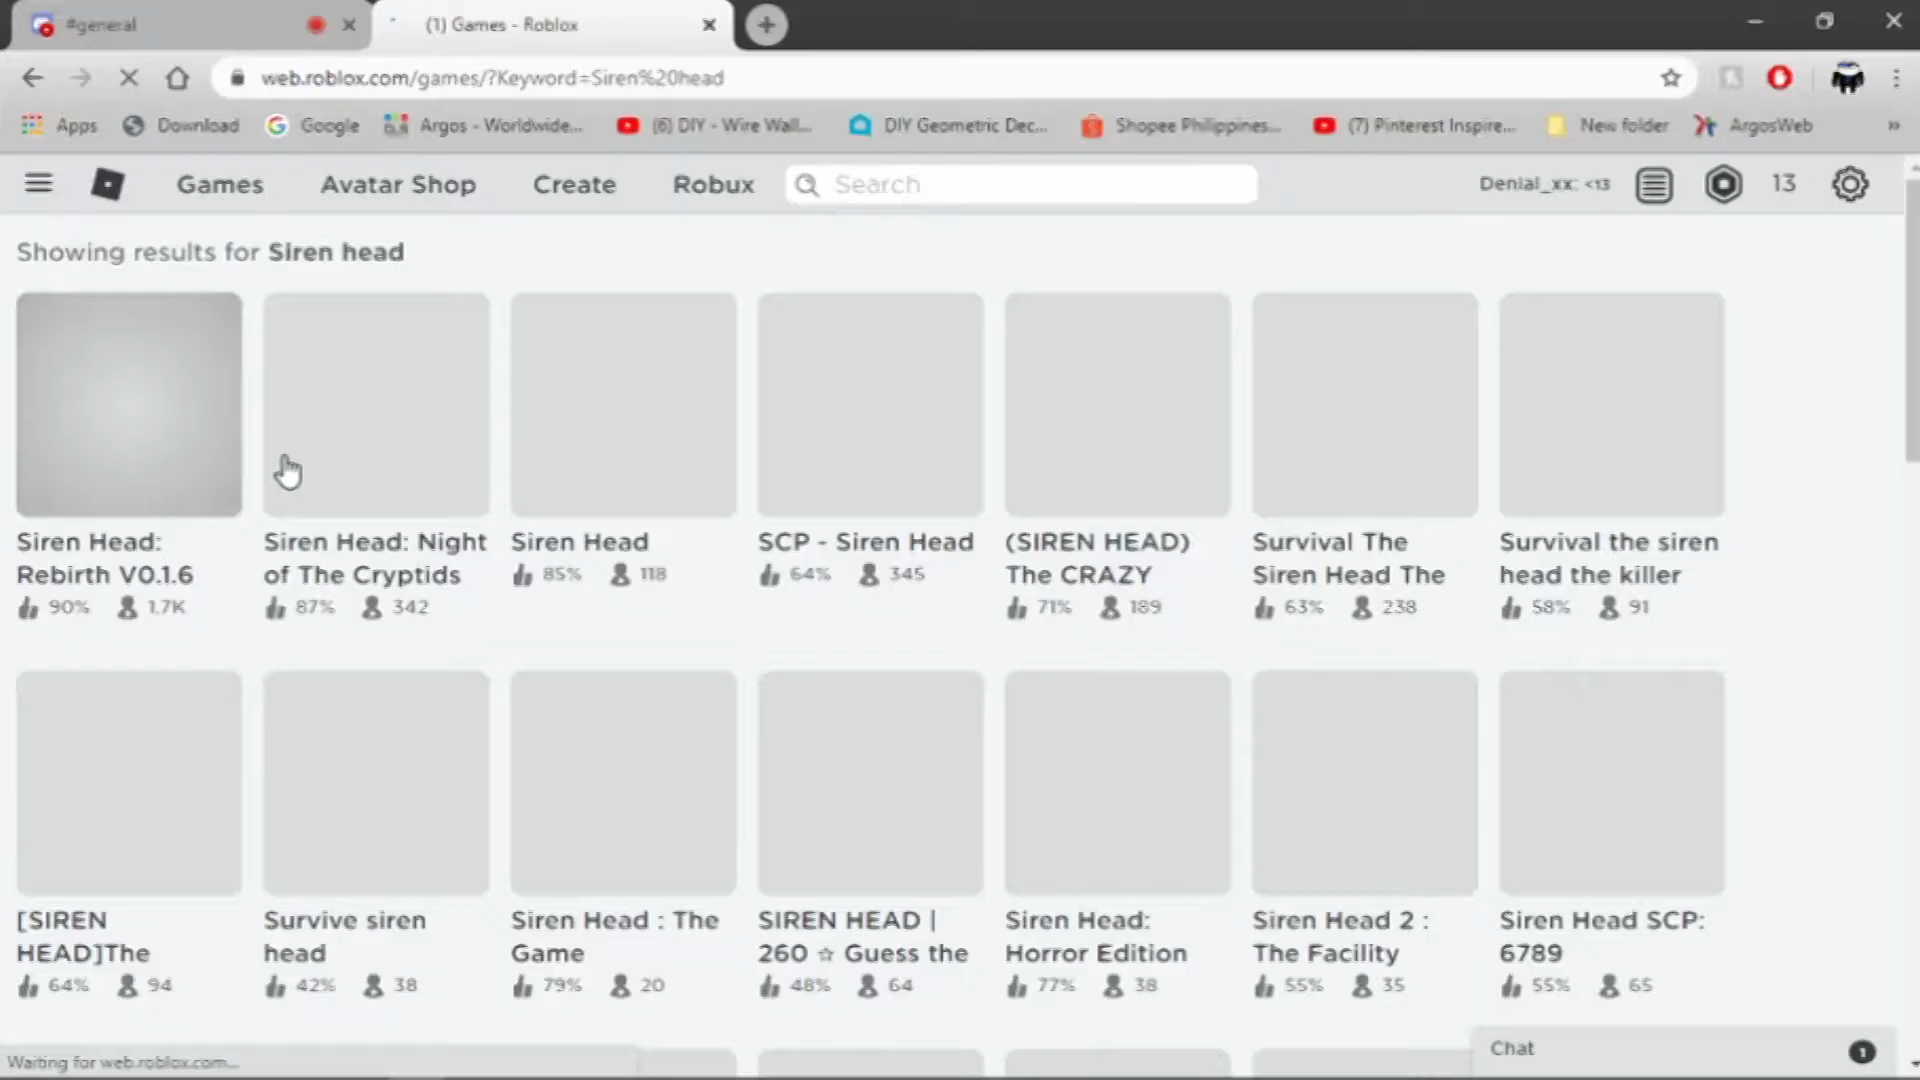 #general
(1) Games - Roblox
web.roblox.com/games/?Keyword=Siren%20head
Apps Download Google Argos - Worldwide... (6) DIY - Wire Wall... DIY Geometric Dec... Shopee Philippines... (7) Pinterest Inspire... New folder ArgosWeb »
Games Avatar Shop Create Robux Search Denial_xx: <13 13
Showing results for Siren head
Siren Head:
Rebirth V0.1.6
90% 1.7K
Siren Head: Night
of The Cryptids
87% 342
Siren Head
85% 118
SCP - Siren Head
64% 345
(SIREN HEAD)
The CRAZY
71% 189
Survival The
Siren Head The
63% 238
Survival the siren
head the killer
58% 91
[SIREN
HEAD]The
64% 94
Survive siren
head
42% 38
Siren Head : The
Game
79% 20
SIREN HEAD |
260 ☆ Guess the
48% 64
Siren Head:
Horror Edition
77% 38
Siren Head 2 :
The Facility
55% 35
Siren Head SCP:
6789
55% 65
Waiting for web.roblox.com...
Chat 1